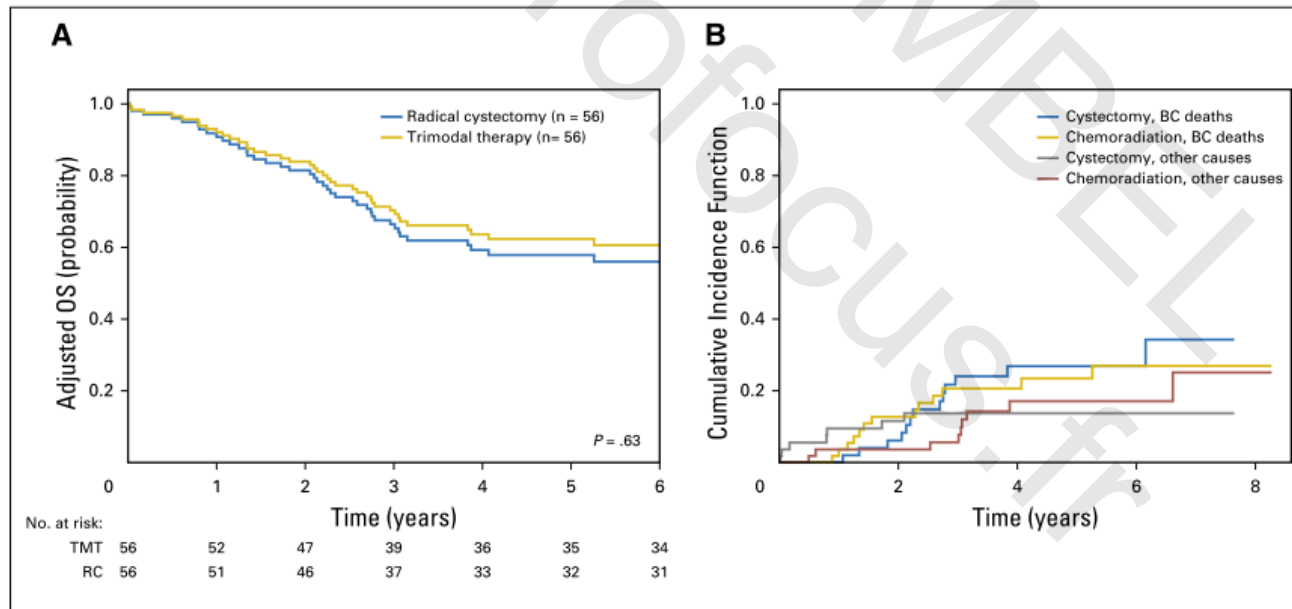 A
B
Adjusted OS (probability)
1.0
0.8
0.6
0.4
0.2
0
1
2
3
4
5
6
Time (years)
Radical cystectomy (n = 56)
Trimodal therapy (n= 56)
P = .63
No. at risk:
TMT 56 52 47 39 36 35 34
RC 56 51 46 37 33 32 31
Cumulative Incidence Function
1.0
0.8
0.6
0.4
0.2
0
2
4
6
8
Time (years)
Cystectomy, BC deaths
Chemoradiation, BC deaths
Cystectomy, other causes
Chemoradiation, other causes
MBEL
ofocus.fr